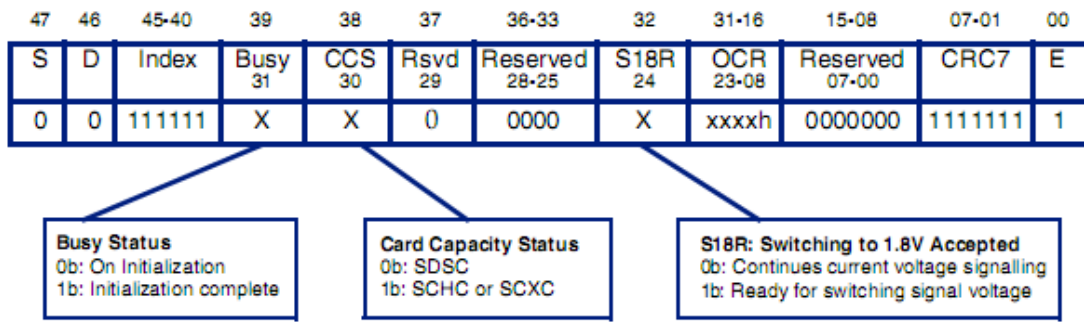 47 46 45-40 39 38 37 36-33 32 31-16 15-08 07-01 00
S D Index Busy CCS Rsvd Reserved S18R OCR Reserved CRC7 E
31 30 29 28-25 24 23-08 07-00
0 0 111111 X X 0 0000 X xxxxh 0000000 1111111 1
Busy Status
0b: On Initialization
1b: Initialization complete
Card Capacity Status
0b: SDSC
1b: SCHC or SCXC
S18R: Switching to 1.8V Accepted
0b: Continues current voltage signalling
1b: Ready for switching signal voltage